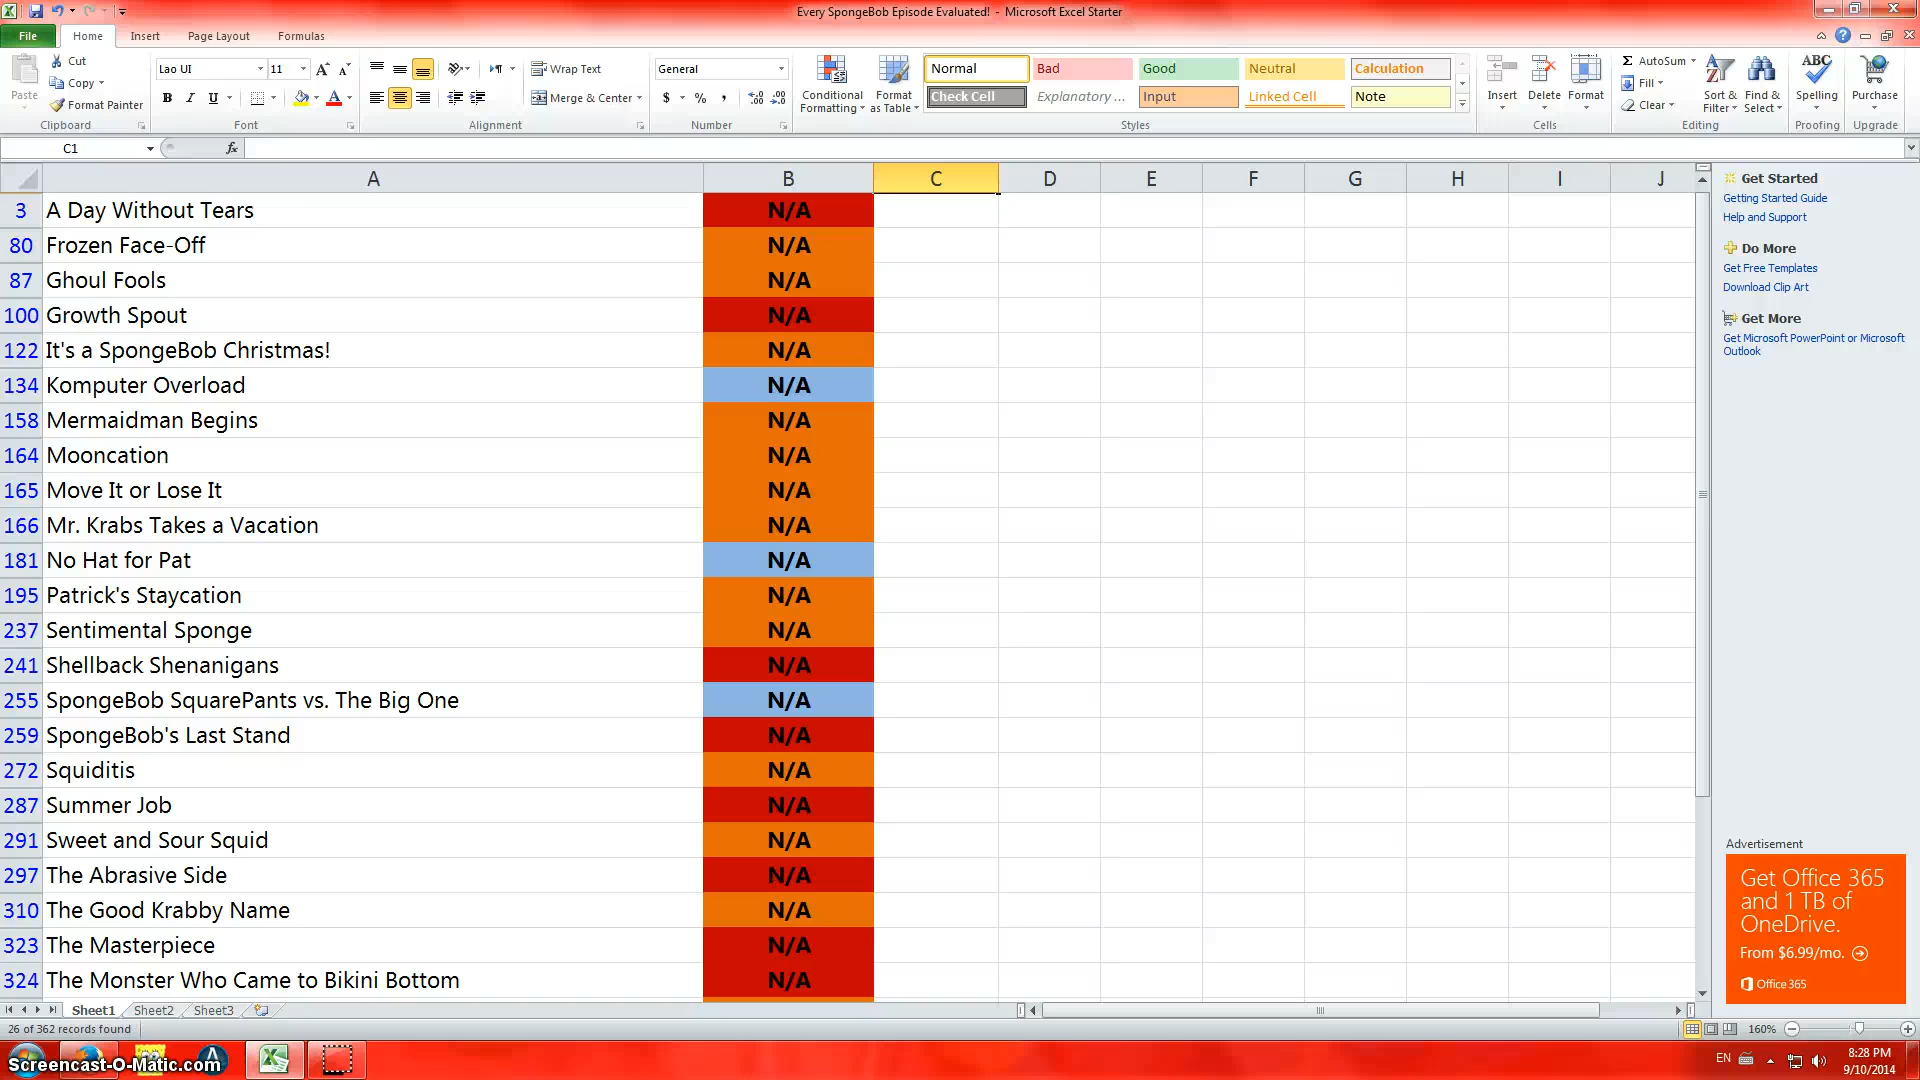 Every SpongeBob Episode Evaluated! - Microsoft Excel Starter
File Home Insert Page Layout Formulas
Paste
Cut
Copy
Format Painter
Clipboard
Lao UI 11
B I U
Font
Wrap Text
Merge & Center
Alignment
General
$ % ,
Number
Conditional Formatting
Format as Table
Normal Bad Good Neutral Calculation
Check Cell Explanatory ... Input Linked Cell Note
Styles
Insert Delete Format
Cells
Σ AutoSum
Fill
Clear
Sort & Filter
Find & Select
Editing
ABC
Spelling
Proofing
Purchase
Upgrade
C1 fx
A B C D E F G H I J
3 A Day Without Tears N/A
80 Frozen Face-Off N/A
87 Ghoul Fools N/A
100 Growth Spout N/A
122 It's a SpongeBob Christmas! N/A
134 Komputer Overload N/A
158 Mermaidman Begins N/A
164 Mooncation N/A
165 Move It or Lose It N/A
166 Mr. Krabs Takes a Vacation N/A
181 No Hat for Pat N/A
195 Patrick's Staycation N/A
237 Sentimental Sponge N/A
241 Shellback Shenanigans N/A
255 SpongeBob SquarePants vs. The Big One N/A
259 SpongeBob's Last Stand N/A
272 Squiditis N/A
287 Summer Job N/A
291 Sweet and Sour Squid N/A
297 The Abrasive Side N/A
310 The Good Krabby Name N/A
323 The Masterpiece N/A
324 The Monster Who Came to Bikini Bottom N/A
Get Started
Getting Started Guide
Help and Support
Do More
Get Free Templates
Download Clip Art
Get More
Get Microsoft PowerPoint or Microsoft
Outlook
Advertisement
Get Office 365
and 1 TB of
OneDrive.
From $6.99/mo.
Office 365
Sheet1 Sheet2 Sheet3
26 of 362 records found
160%
Screencast-O-Matic.com
EN
8:28 PM
9/10/2014